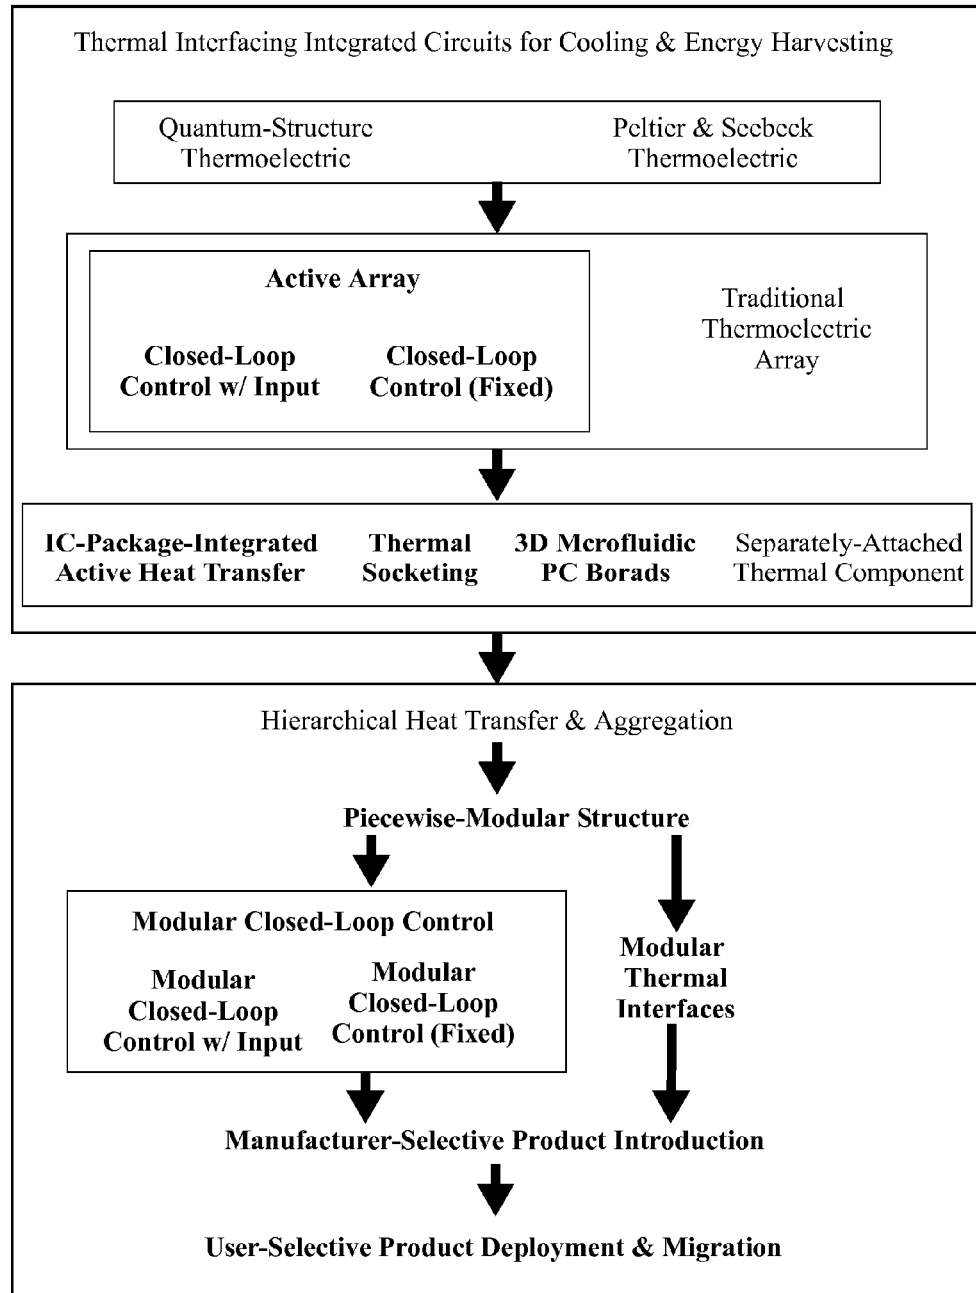 Thermal Interfacing Integrated Circuits for Cooling & Energy Harvesting
Quantum-Structure
Thermoelectric
Peltier & Seebeck
Thermoelectric
Active Array
Closed-Loop
Control w/ Input
Closed-Loop
Control (Fixed)
Traditional
Thermoelectric
Array
IC-Package-Integrated
Active Heat Transfer
Thermal
Socketing
3D Mcrofluidic
PC Borads
Separately-Attached
Thermal Component
Hierarchical Heat Transfer & Aggregation
Piecewise-Modular Structure
Modular Closed-Loop Control
Modular
Closed-Loop
Control w/ Input
Modular
Closed-Loop
Control (Fixed)
Modular
Thermal
Interfaces
Manufacturer-Selective Product Introduction
User-Selective Product Deployment & Migration